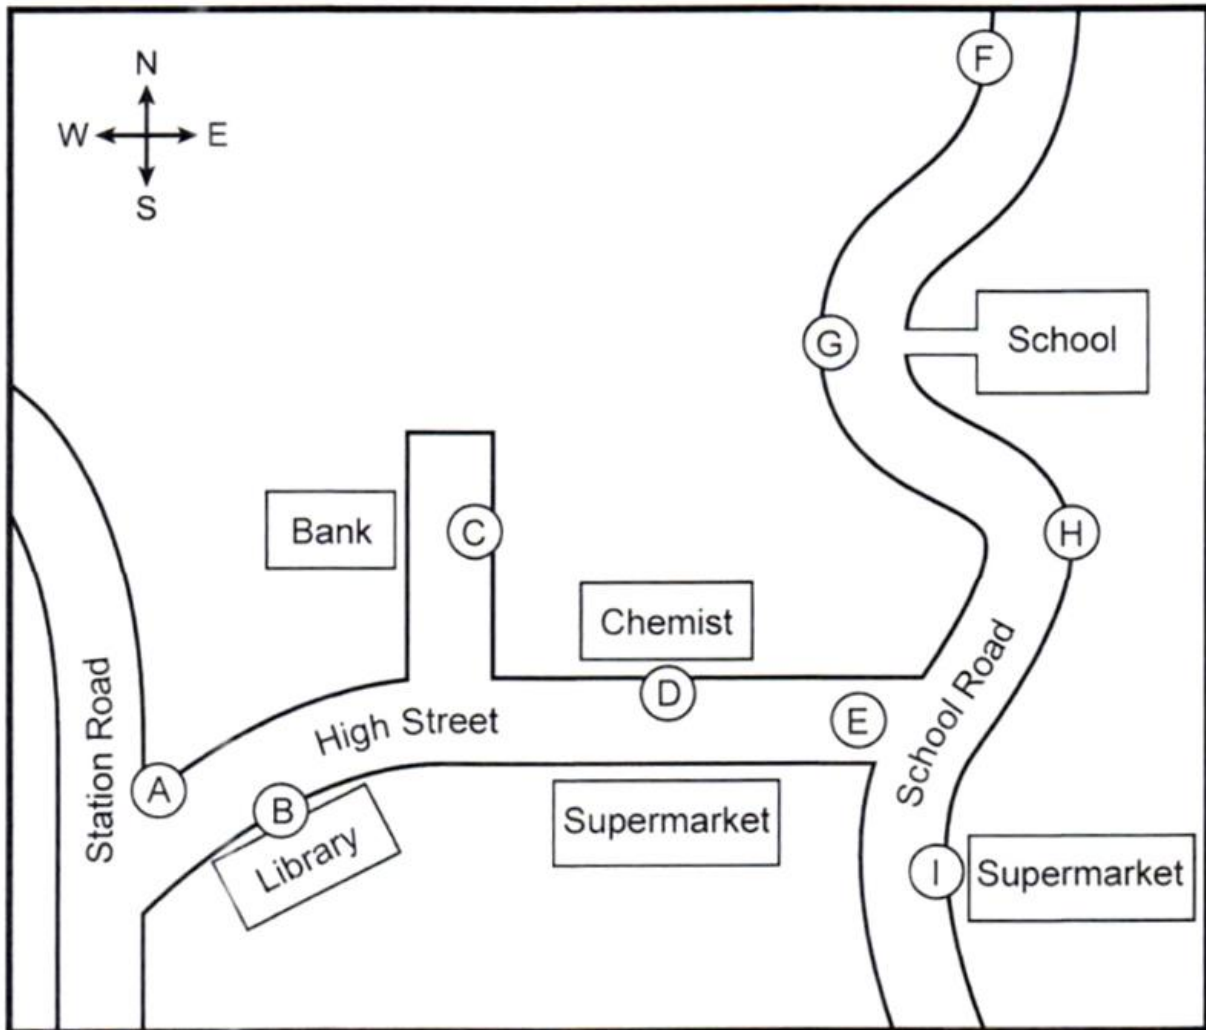 N
W E
S
F
G
School
Bank
C
H
Chemist
D
E
High Street
School Road
Station Road
A
B
Library
Supermarket
I
Supermarket